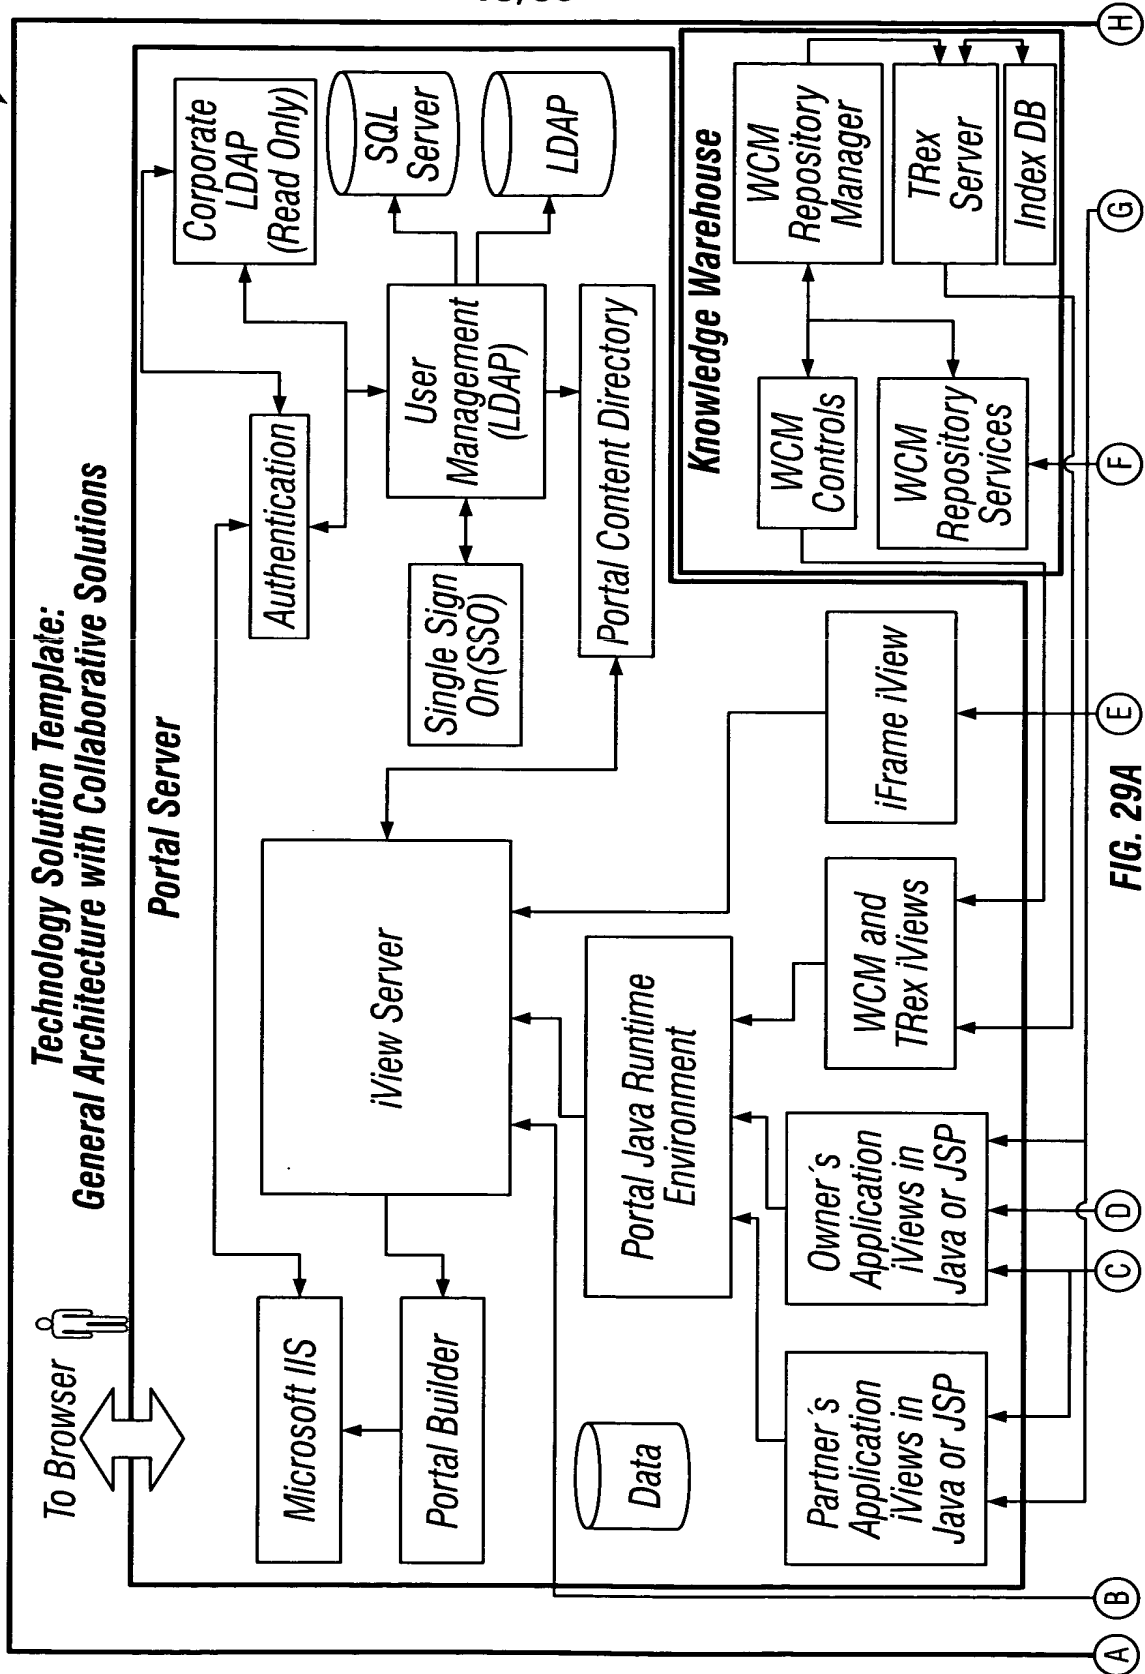 Technology Solution Template:
General Architecture with Collaborative Solutions
To Browser
Portal Server
Microsoft IIS
Portal Builder
Data
iView Server
Authentication
Corporate
LDAP
(Read Only)
SQL
Server
LDAP
User
Management
(LDAP)
Single Sign
On(SSO)
Portal Content Directory
Portal Java Runtime
Environment
Partner´s
Application
iViews in
Java or JSP
Owner´s
Application
iViews in
Java or JSP
WCM and
TRex iViews
iFrame iView
Knowledge Warehouse
WCM
Controls
WCM
Repository
Services
WCM
Repository
Manager
TRex
Server
Index DB
A
B
C
D
E
F
G
H
FIG. 29A